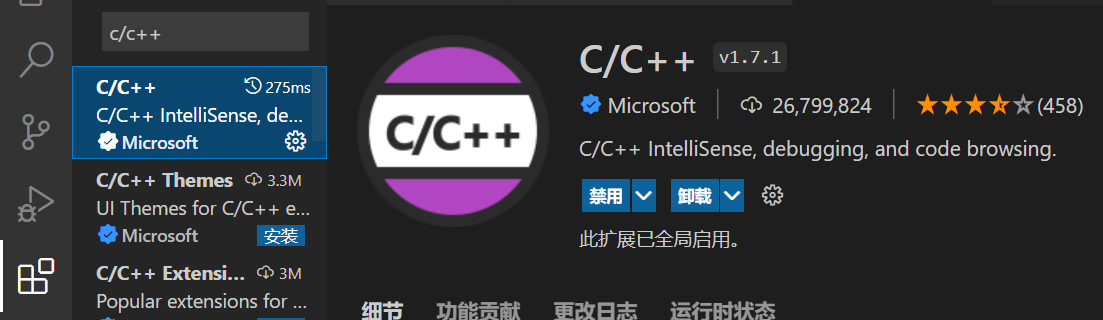 c/c++
C/C++ 275ms
C/C++ IntelliSense, de...
Microsoft
C/C++ Themes 3.3M
UI Themes for C/C++ e...
Microsoft 安装
C/C++ Extensi... 3M
Popular extensions for ...
C/C++
C/C++ v1.7.1
Microsoft 26,799,824 (458)
C/C++ IntelliSense, debugging, and code browsing.
禁用 卸载
此扩展已全局启用。
细节 功能贡献 更改日志 运行时状态